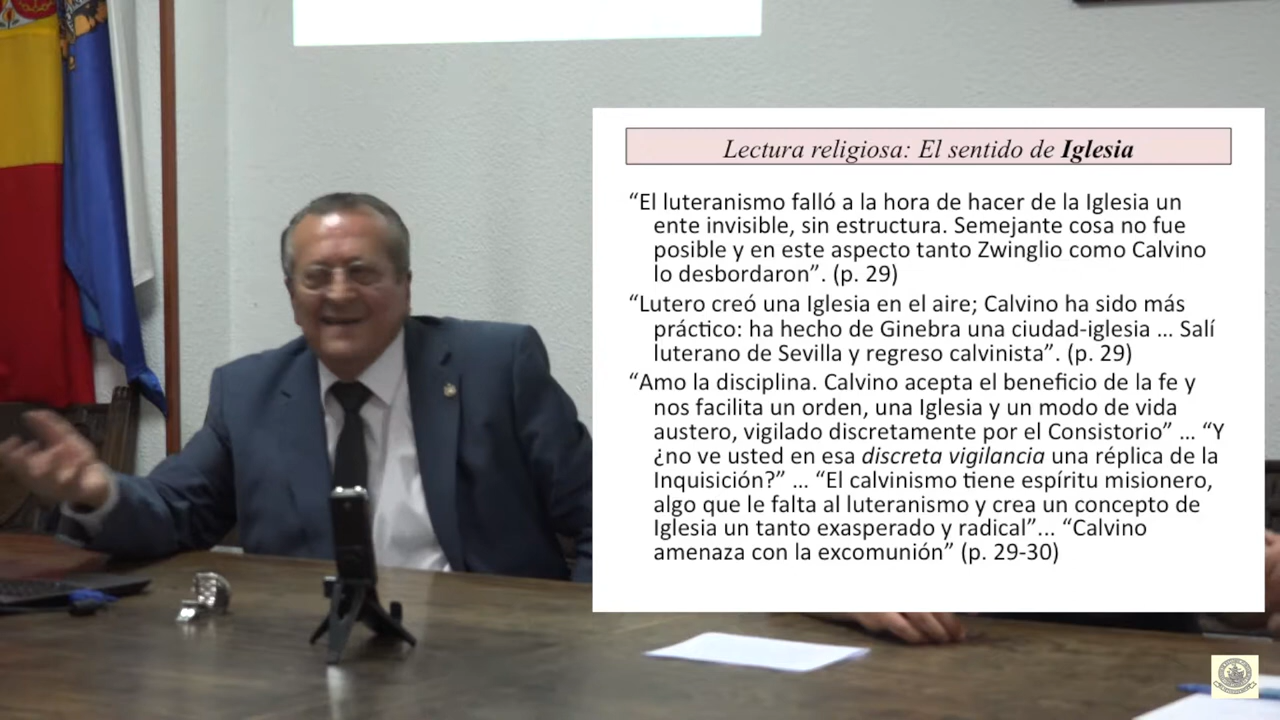 Lectura religiosa: El sentido de Iglesia
“El luteranismo falló a la hora de hacer de la Iglesia un
ente invisible, sin estructura. Semejante cosa no fue
posible y en este aspecto tanto Zwinglio como Calvino
lo desbordaron”. (p. 29)
“Lutero creó una Iglesia en el aire; Calvino ha sido más
práctico: ha hecho de Ginebra una ciudad-iglesia ... Salí
luterano de Sevilla y regreso calvinista”. (p. 29)
“Amo la disciplina. Calvino acepta el beneficio de la fe y
nos facilita un orden, una Iglesia y un modo de vida
austero, vigilado discretamente por el Consistorio” ... “Y
¿no ve usted en esa discreta vigilancia una réplica de la
Inquisición?” ... “El calvinismo tiene espíritu misionero,
algo que le falta al luteranismo y crea un concepto de
Iglesia un tanto exasperado y radical”... “Calvino
amenaza con la excomunión” (p. 29-30)